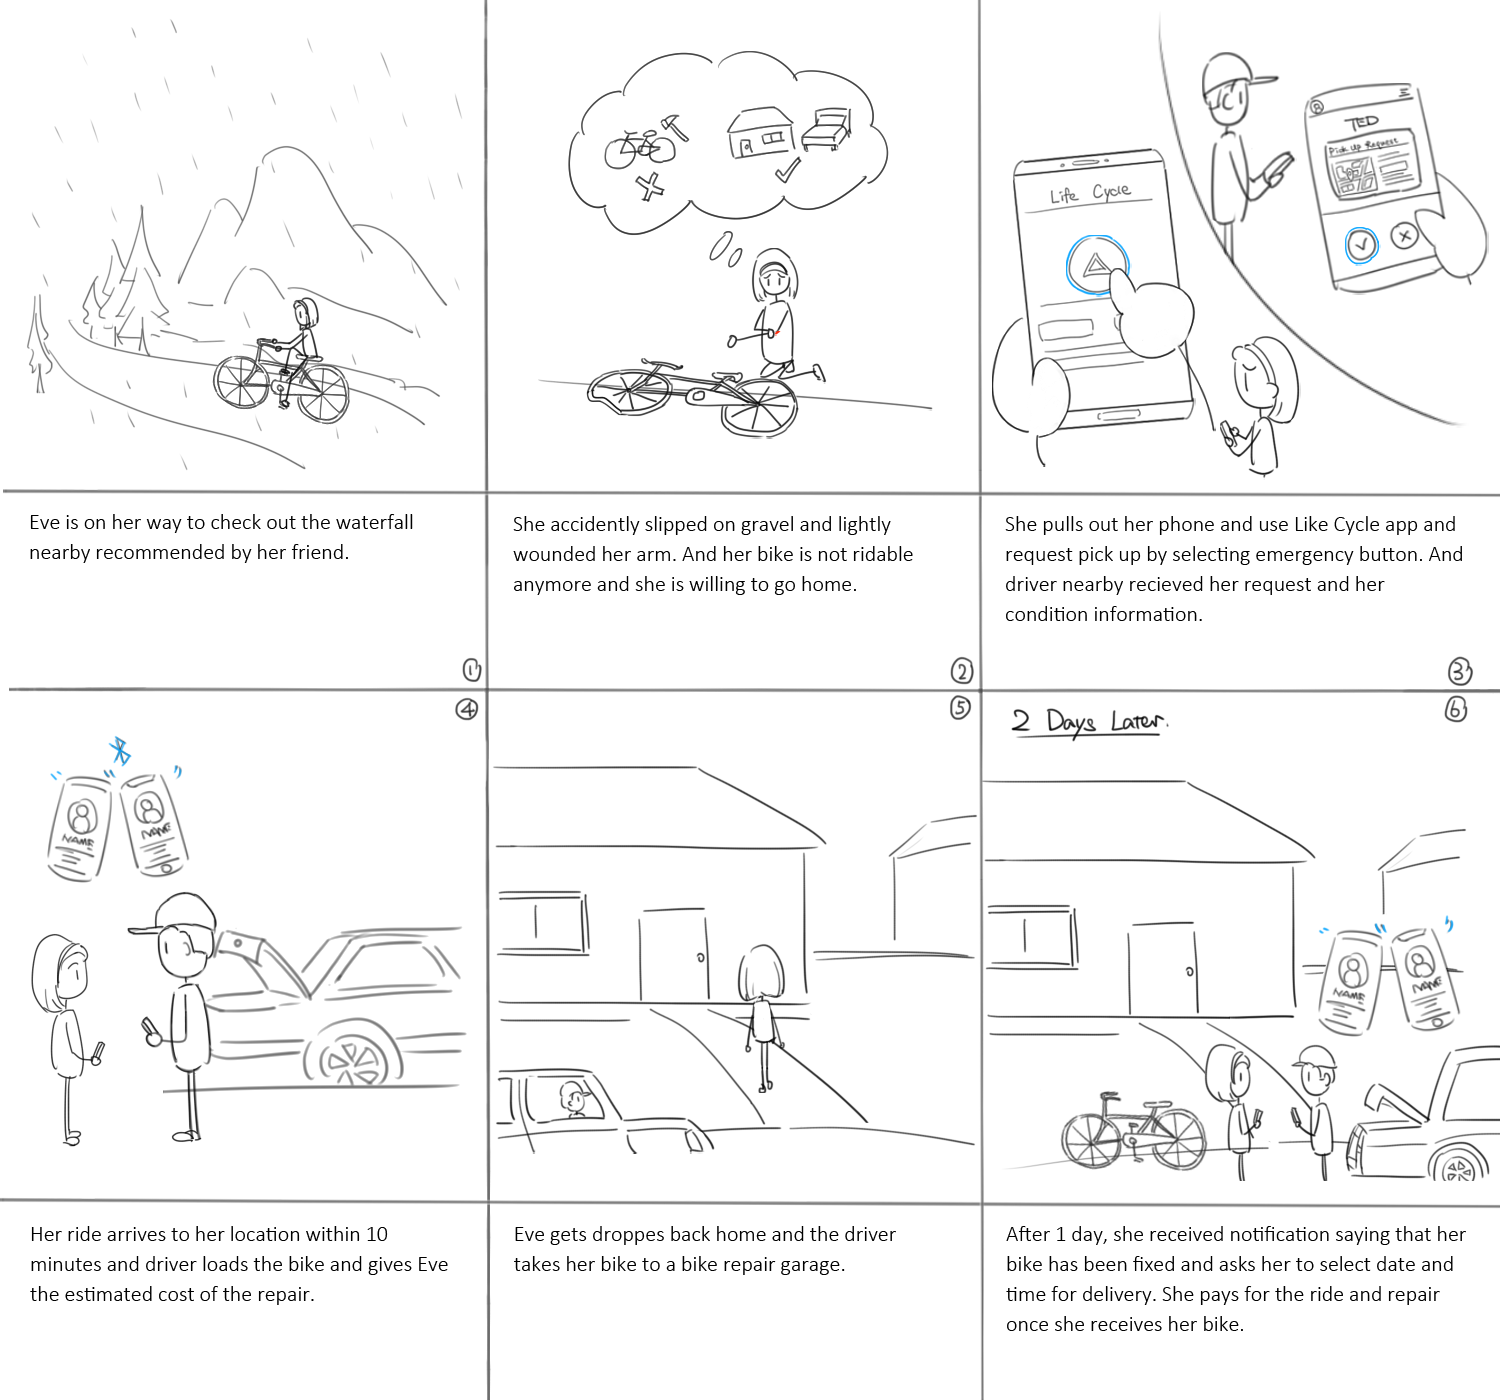 Life Cycle
TED
Pick Up Request
Eve is on her way to check out the waterfall
nearby recommended by her friend.
①
She accidently slipped on gravel and lightly
wounded her arm. And her bike is not ridable
anymore and she is willing to go home.
②
She pulls out her phone and use Like Cycle app and
request pick up by selecting emergency button. And
driver nearby recieved her request and her
condition information.
③
④
NAME
NAME
Her ride arrives to her location within 10
minutes and driver loads the bike and gives Eve
the estimated cost of the repair.
⑤
Eve gets droppes back home and the driver
takes her bike to a bike repair garage.
⑥
2 Days Later.
NAME
NAME
After 1 day, she received notification saying that her
bike has been fixed and asks her to select date and
time for delivery. She pays for the ride and repair
once she receives her bike.